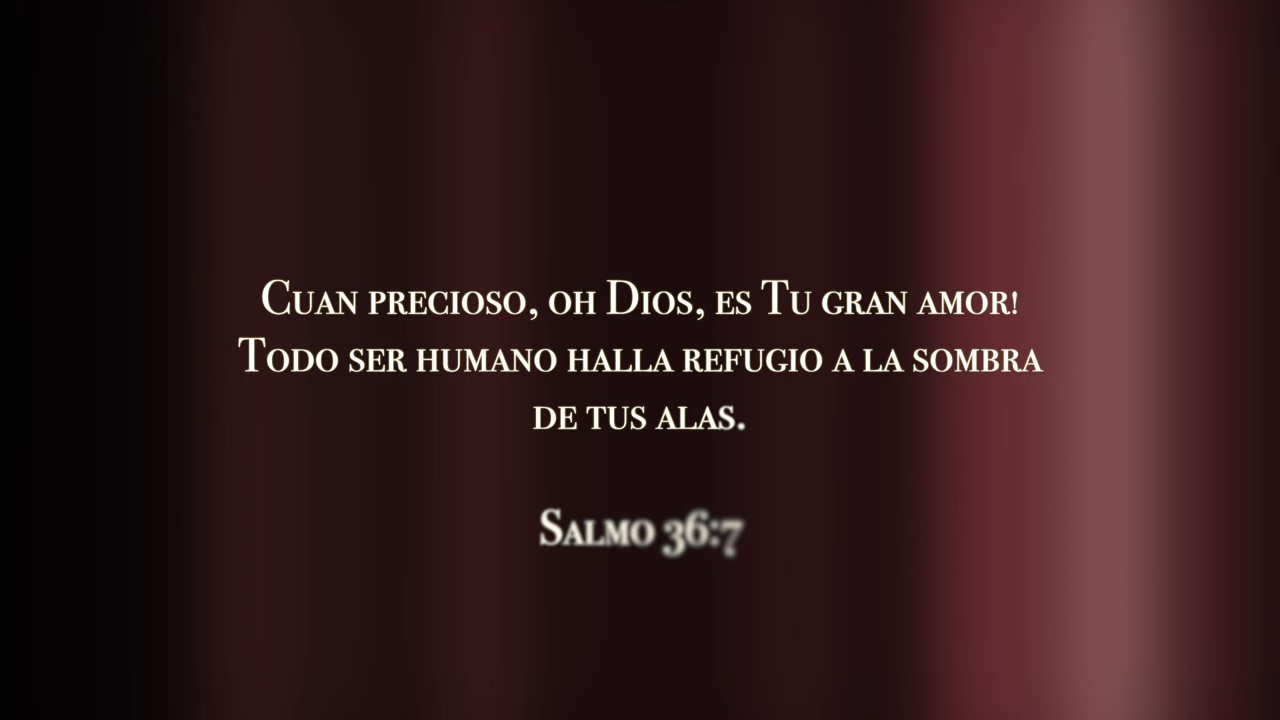 Cuan precioso, oh Dios, es Tu gran amor!
Todo ser humano halla refugio a la sombra
de tus alas.
Salmo 36:7